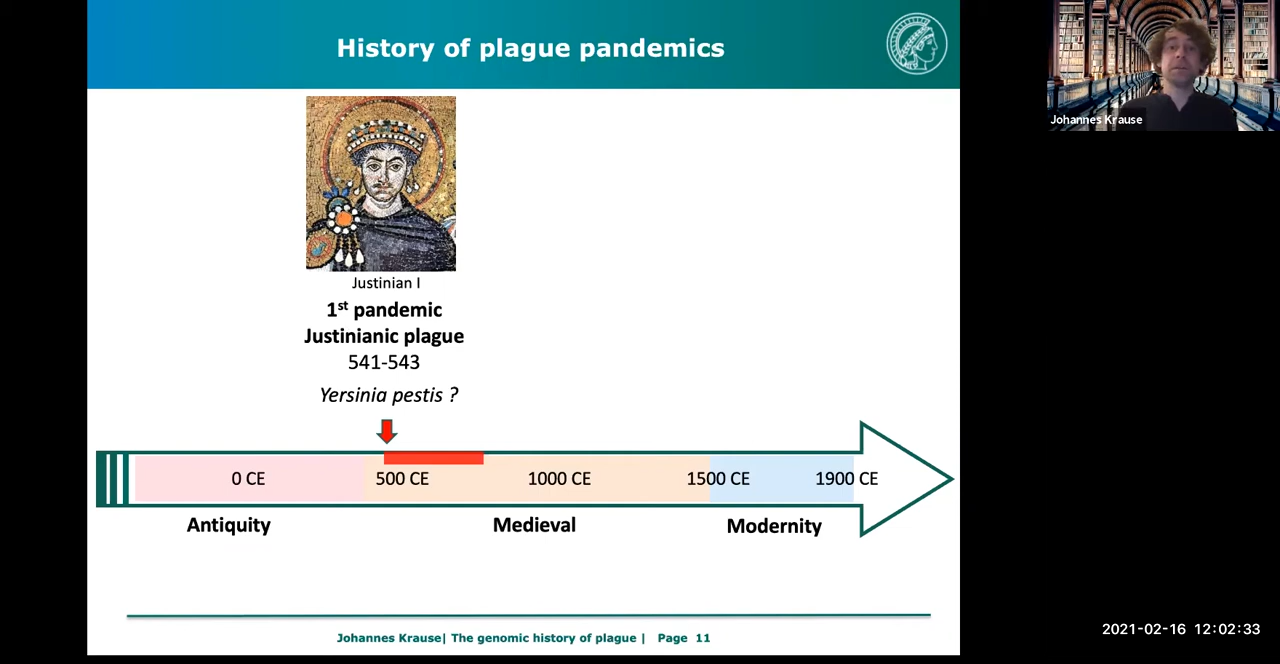 History of plague pandemics
Johannes Krause
Justinian I
1st pandemic
Justinianic plague
541-543
Yersinia pestis ?
0 CE 500 CE 1000 CE 1500 CE 1900 CE
Antiquity Medieval Modernity
Johannes Krause| The genomic history of plague | Page 11
2021-02-16 12:02:33